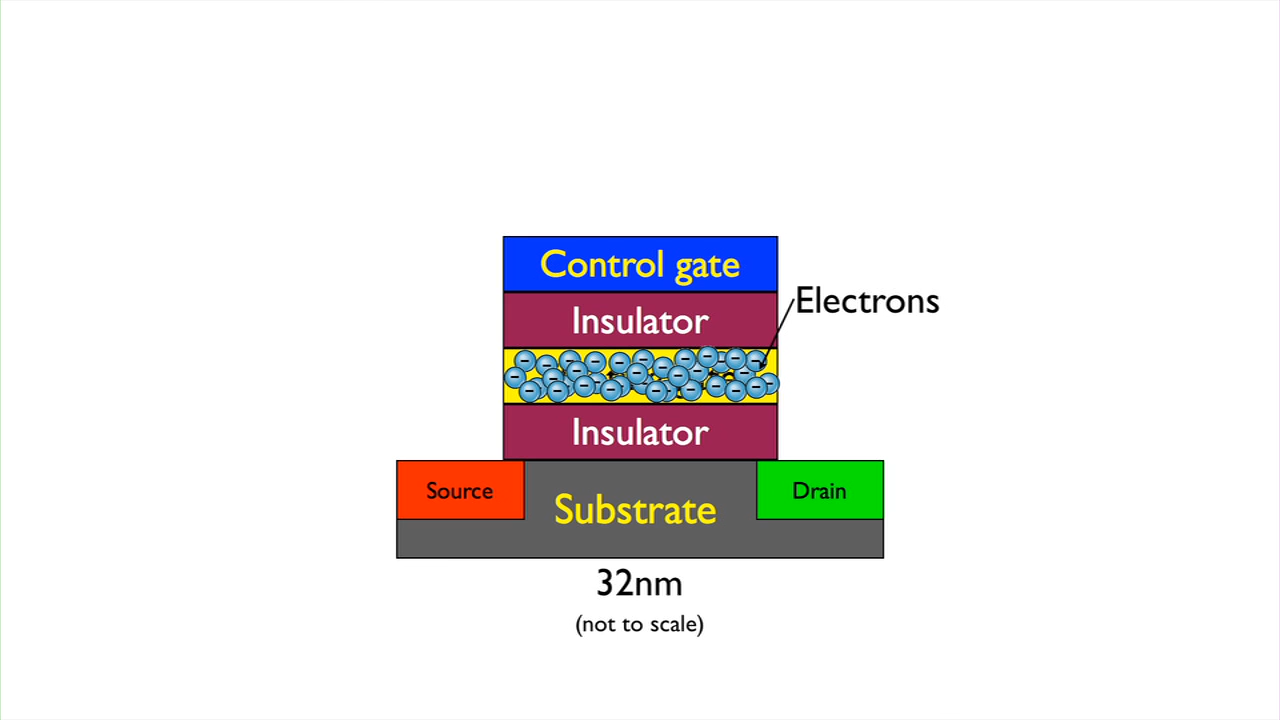 Control gate
Insulator
Electrons
Insulator
Source
Substrate
Drain
32nm
(not to scale)